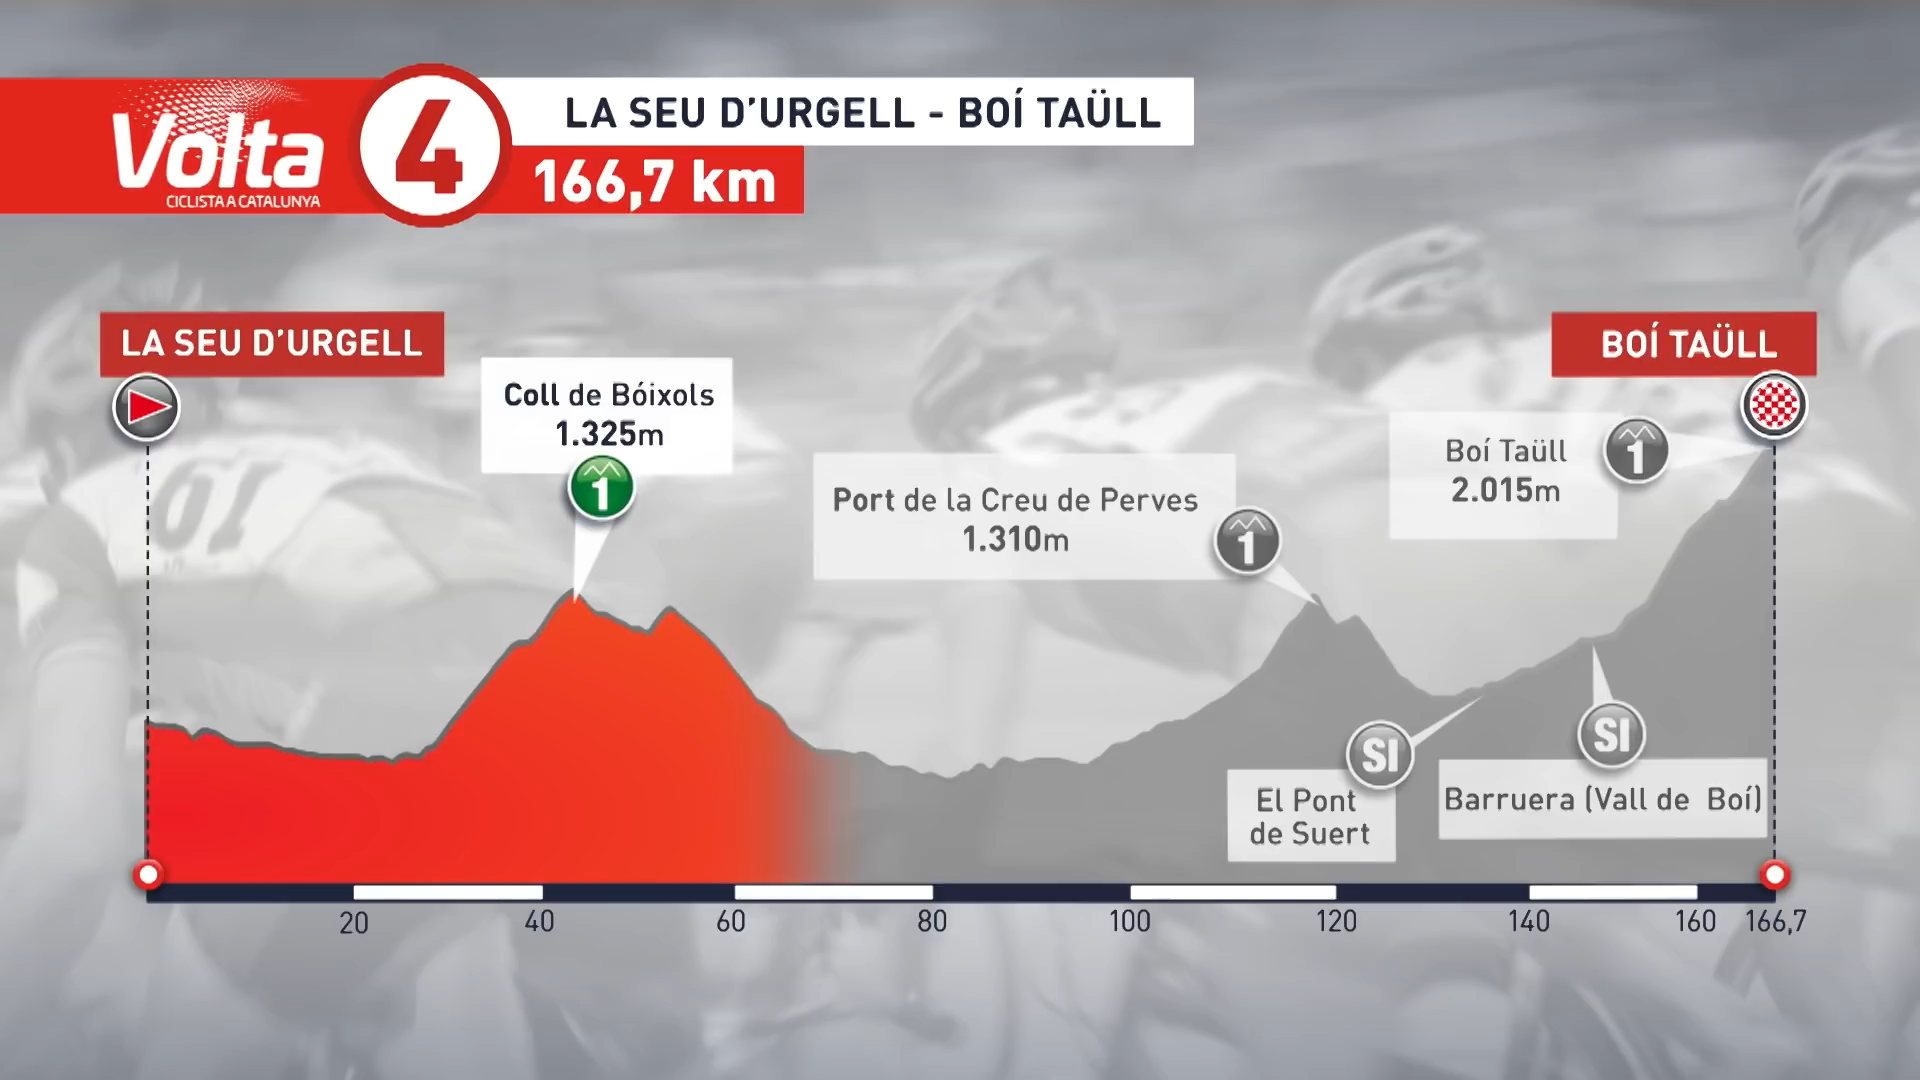 Volta
CICLISTA A CATALUNYA
4
LA SEU D'URGELL - BOÍ TAÜLL
166,7 km
LA SEU D'URGELL
BOÍ TAÜLL
Coll de Bóixols
1.325m
1
Port de la Creu de Perves
1.310m
1
Boí Taüll
2.015m
1
SI
El Pont
de Suert
SI
Barruera (Vall de Boí)
20 40 60 80 100 120 140 160 166,7
101